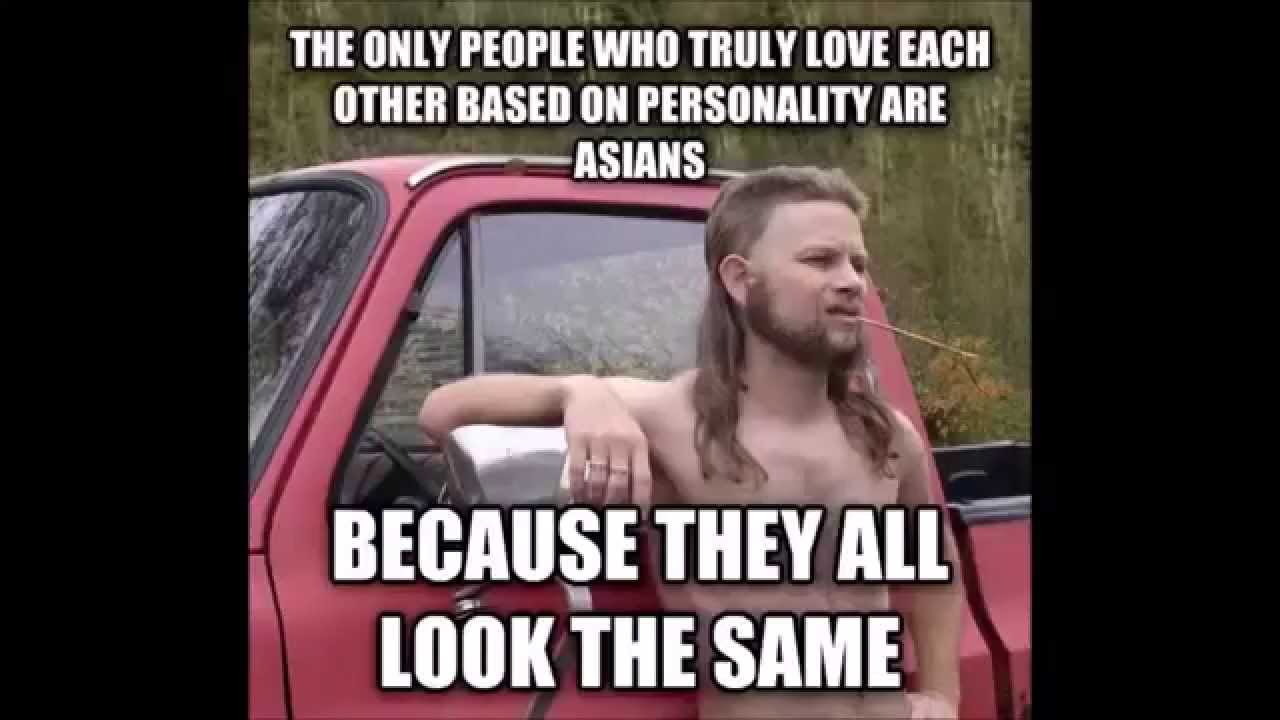 THE ONLY PEOPLE WHO TRULY LOVE EACH
OTHER BASED ON PERSONALITY ARE
ASIANS
BECAUSE THEY ALL
LOOK THE SAME